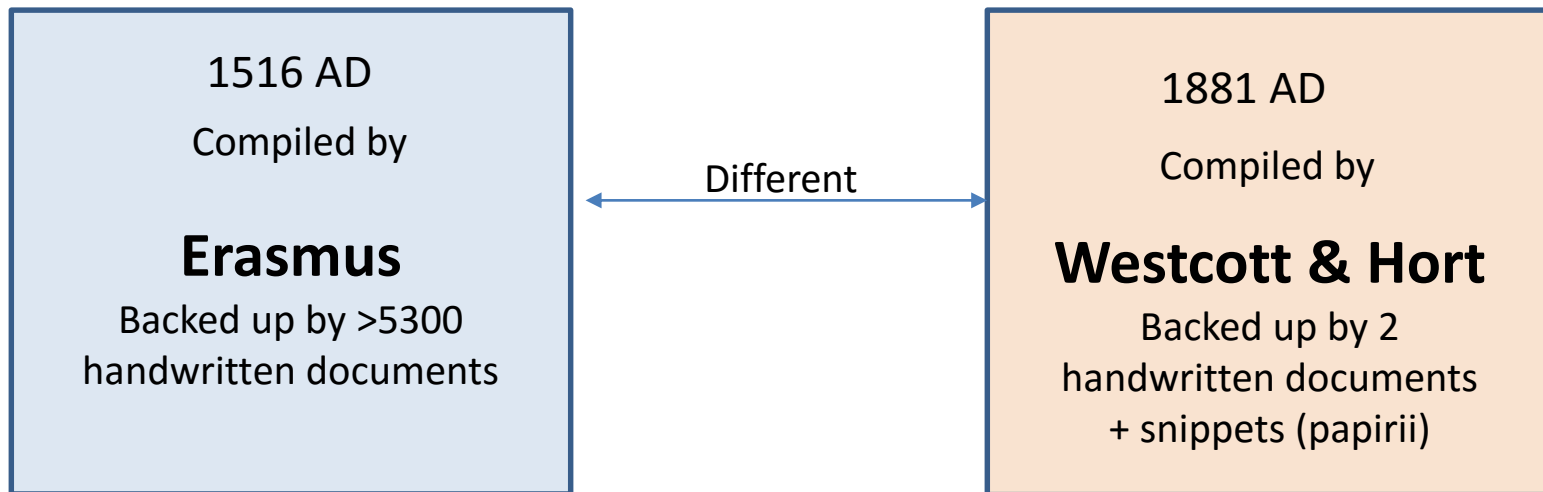 1516 AD
Compiled by
Erasmus
Backed up by >5300
handwritten documents
Different
1881 AD
Compiled by
Westcott & Hort
Backed up by 2
handwritten documents
+ snippets (papirii)